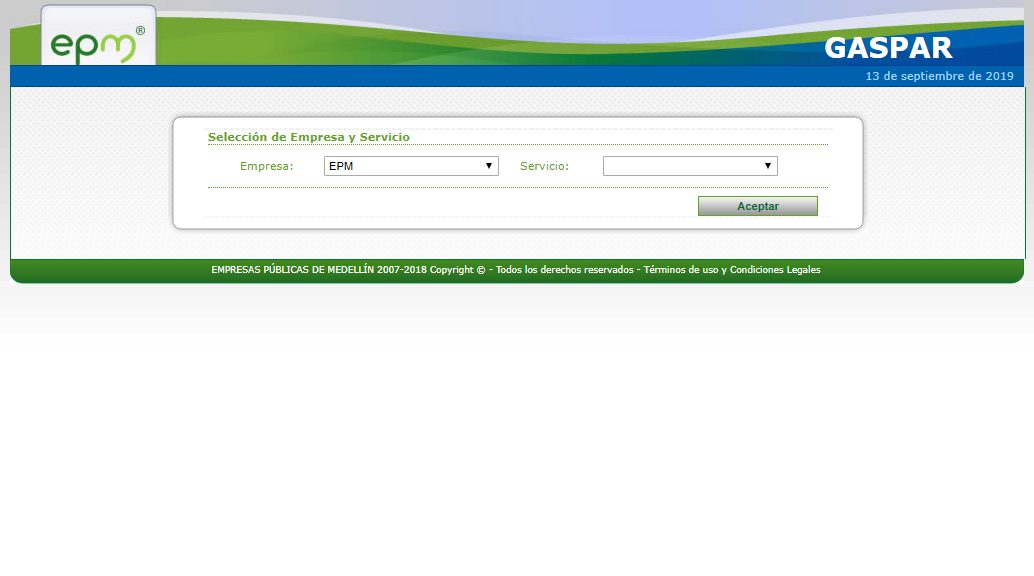 epm®
GASPAR
13 de septiembre de 2019
Selección de Empresa y Servicio
Empresa: EPM Servicio:
Aceptar
EMPRESAS PÚBLICAS DE MEDELLÍN 2007-2018 Copyright © - Todos los derechos reservados - Términos de uso y Condiciones Legales